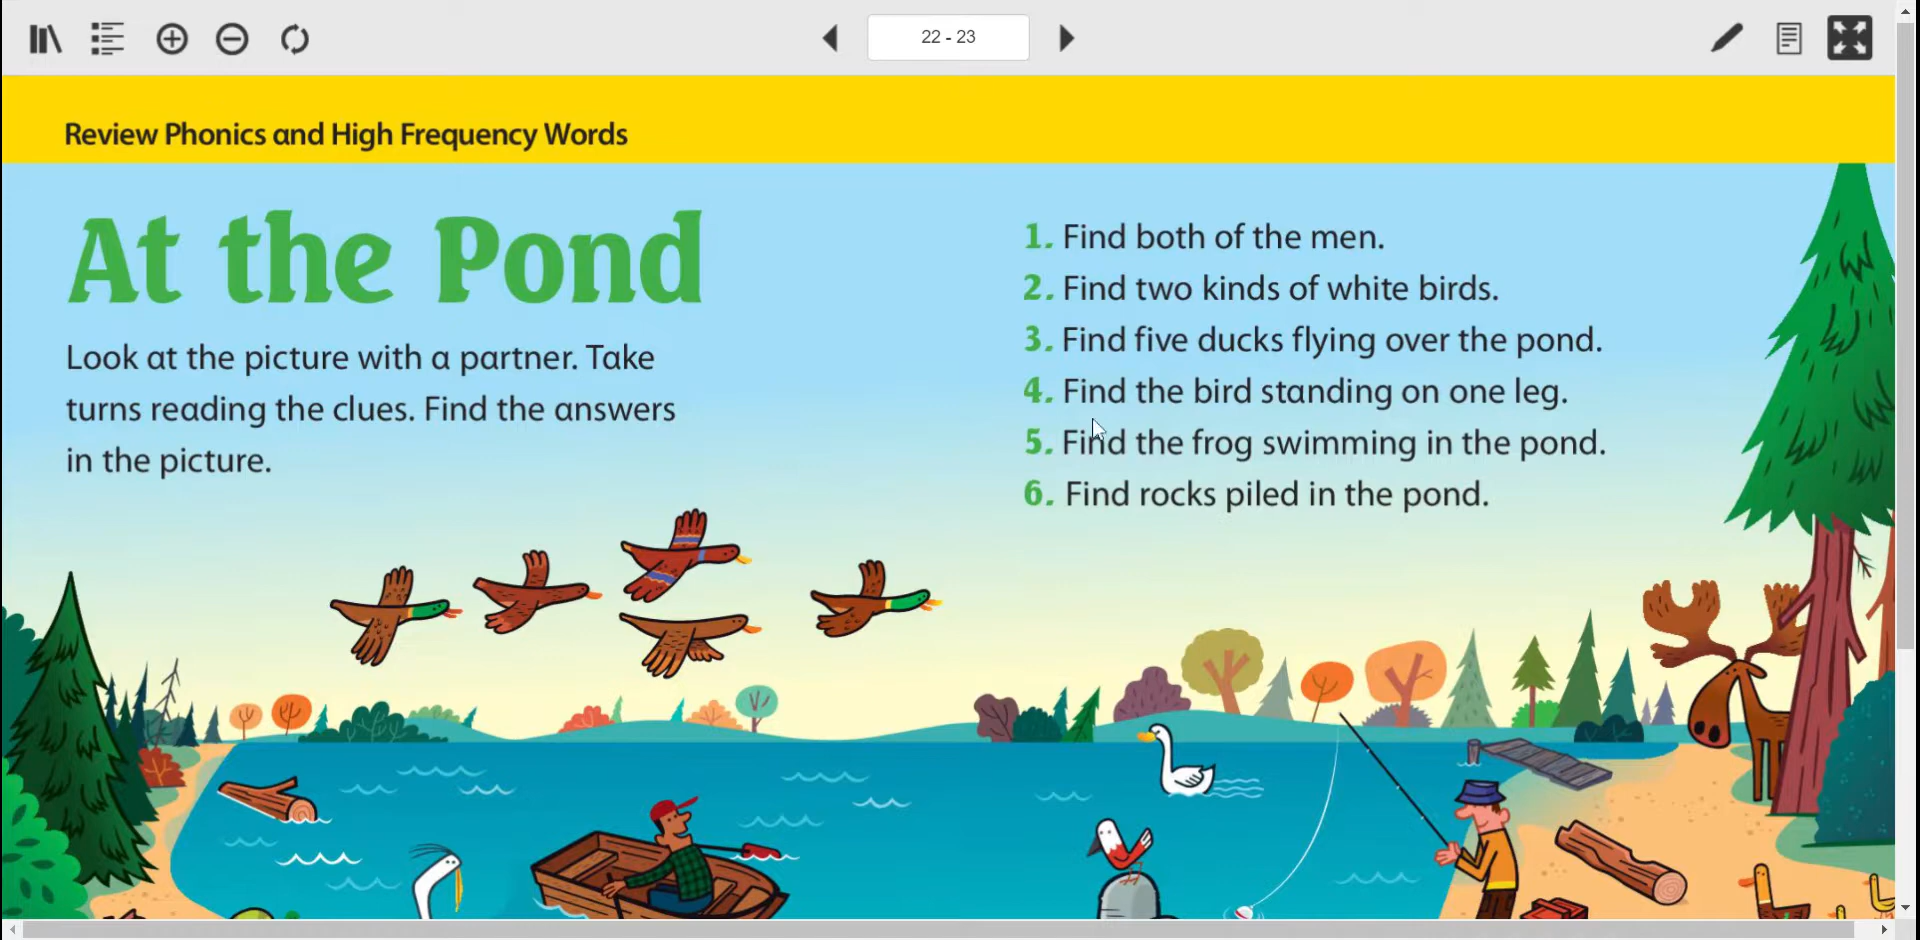 22 - 23
Review Phonics and High Frequency Words
At the Pond
Look at the picture with a partner. Take
turns reading the clues. Find the answers
in the picture.
1. Find both of the men.
2. Find two kinds of white birds.
3. Find five ducks flying over the pond.
4. Find the bird standing on one leg.
5. Find the frog swimming in the pond.
6. Find rocks piled in the pond.